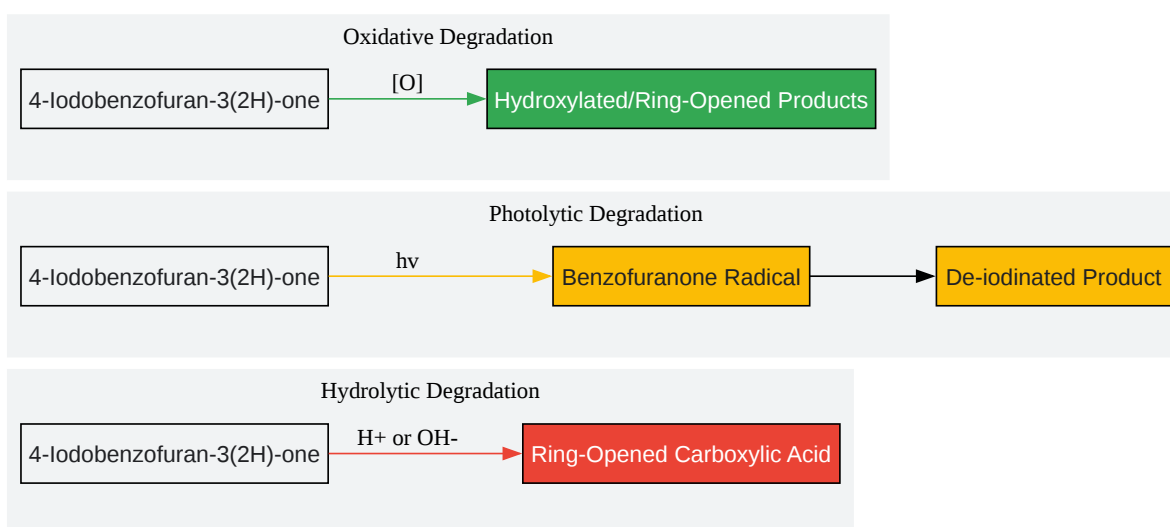 Oxidative Degradation
4-Iodobenzofuran-3(2H)-one
[O]
Hydroxylated/Ring-Opened Products
Photolytic Degradation
4-Iodobenzofuran-3(2H)-one
hv
Benzofuranone Radical
De-iodinated Product
Hydrolytic Degradation
4-Iodobenzofuran-3(2H)-one
H+ or OH-
Ring-Opened Carboxylic Acid